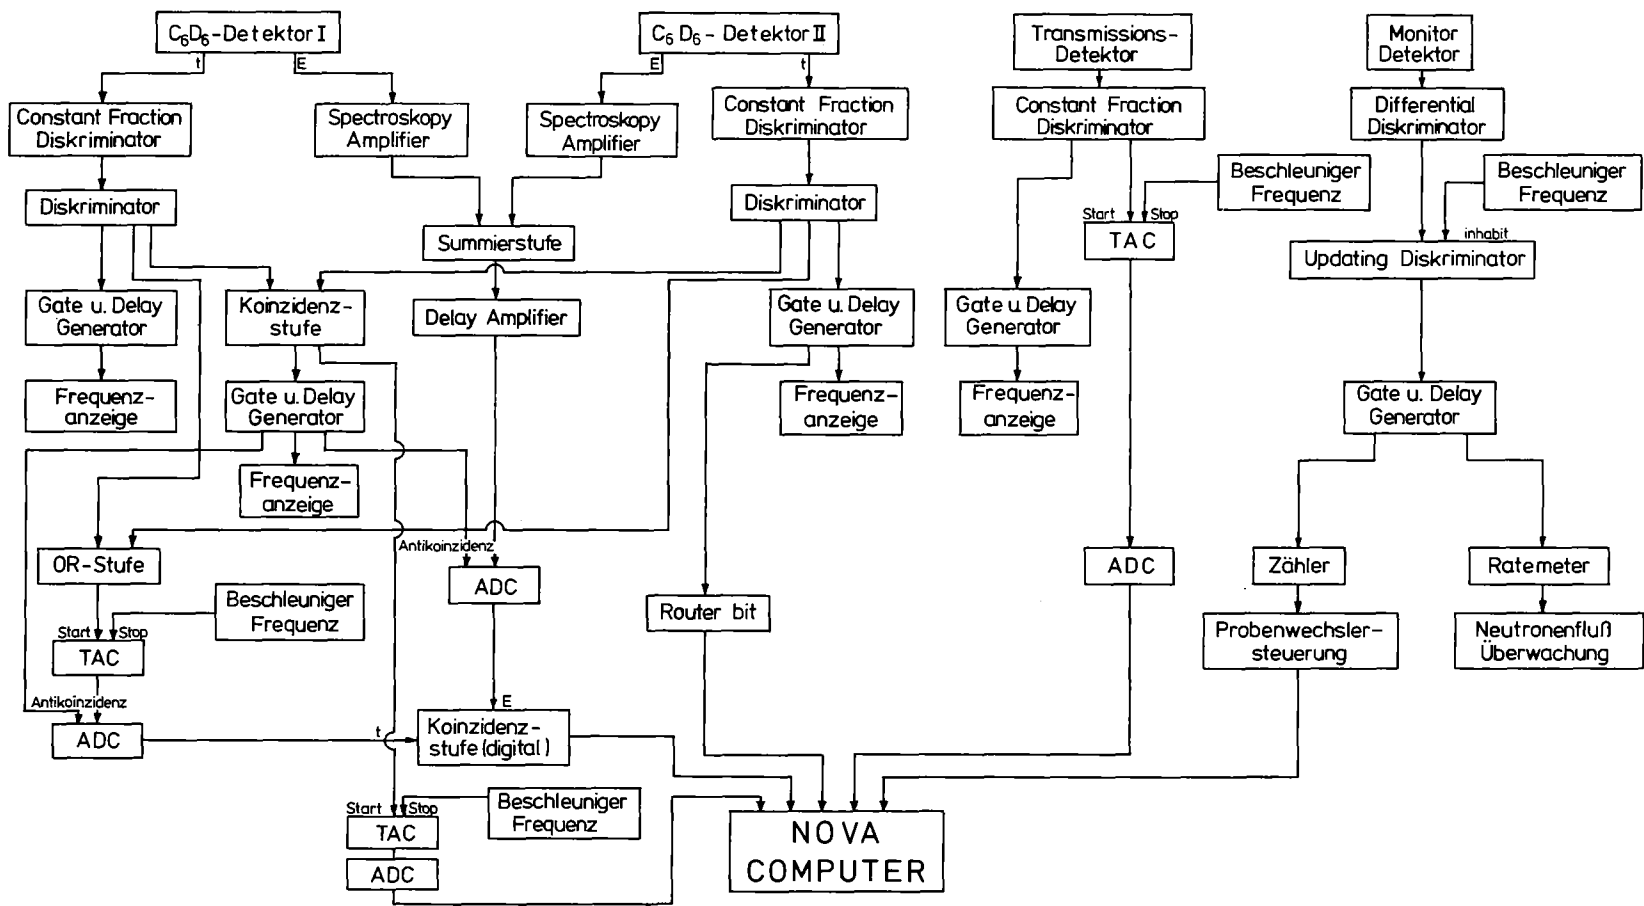 C₆D₆-Detektor I
C₆D₆-Detektor II
Transmissions-
Detektor
Monitor
Detektor
t
E
E
t
Constant Fraction
Diskriminator
Spectroskopy
Amplifier
Spectroskopy
Amplifier
Constant Fraction
Diskriminator
Constant Fraction
Diskriminator
Differential
Diskriminator
Beschleuniger
Frequenz
Beschleuniger
Frequenz
Diskriminator
Diskriminator
Start
Stop
TAC
Summierstufe
inhabit
Updating Diskriminator
Gate u. Delay
Generator
Koinzidenz-
stufe
Delay Amplifier
Gate u. Delay
Generator
Gate u. Delay
Generator
Frequenz-
anzeige
Gate u. Delay
Generator
Frequenz-
anzeige
Frequenz-
anzeige
Gate u. Delay
Generator
Frequenz-
anzeige
Antikoinzidenz
OR-Stufe
ADC
ADC
Zähler
Ratemeter
Beschleuniger
Frequenz
Router bit
Start
Stop
TAC
Probenwechsler-
steuerung
Neutronenfluß
Überwachung
Antikoinzidenz
E
ADC
t
Koinzidenz-
stufe (digital)
Start
Stop
Beschleuniger
Frequenz
TAC
ADC
NOVA
COMPUTER